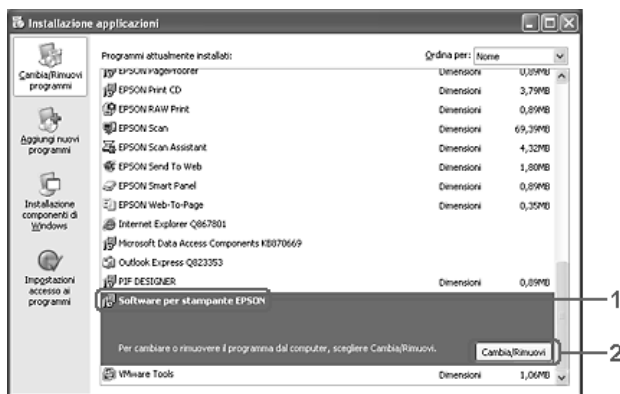 Installazione applicazioni
Cambia/Rimuovi programmi
Aggiungi nuovi programmi
Installazione componenti di Windows
Impostazioni accesso ai programmi
Programmi attualmente installati:
Ordina per: Nome
EPSON PageProofer Dimensioni 0,89MB
EPSON Print CD Dimensioni 3,79MB
EPSON RAW Print Dimensioni 0,89MB
EPSON Scan Dimensioni 69,39MB
EPSON Scan Assistant Dimensioni 4,32MB
EPSON Send To Web Dimensioni 1,80MB
EPSON Smart Panel Dimensioni 0,89MB
EPSON Web-To-Page Dimensioni 0,35MB
Internet Explorer Q867801
Microsoft Data Access Components KB870669
Outlook Express Q823353
PIF DESIGNER Dimensioni 0,89MB
Software per stampante EPSON
1
Per cambiare o rimuovere il programma dal computer, scegliere Cambia/Rimuovi.
Cambia/Rimuovi
2
VMware Tools Dimensioni 1,06MB